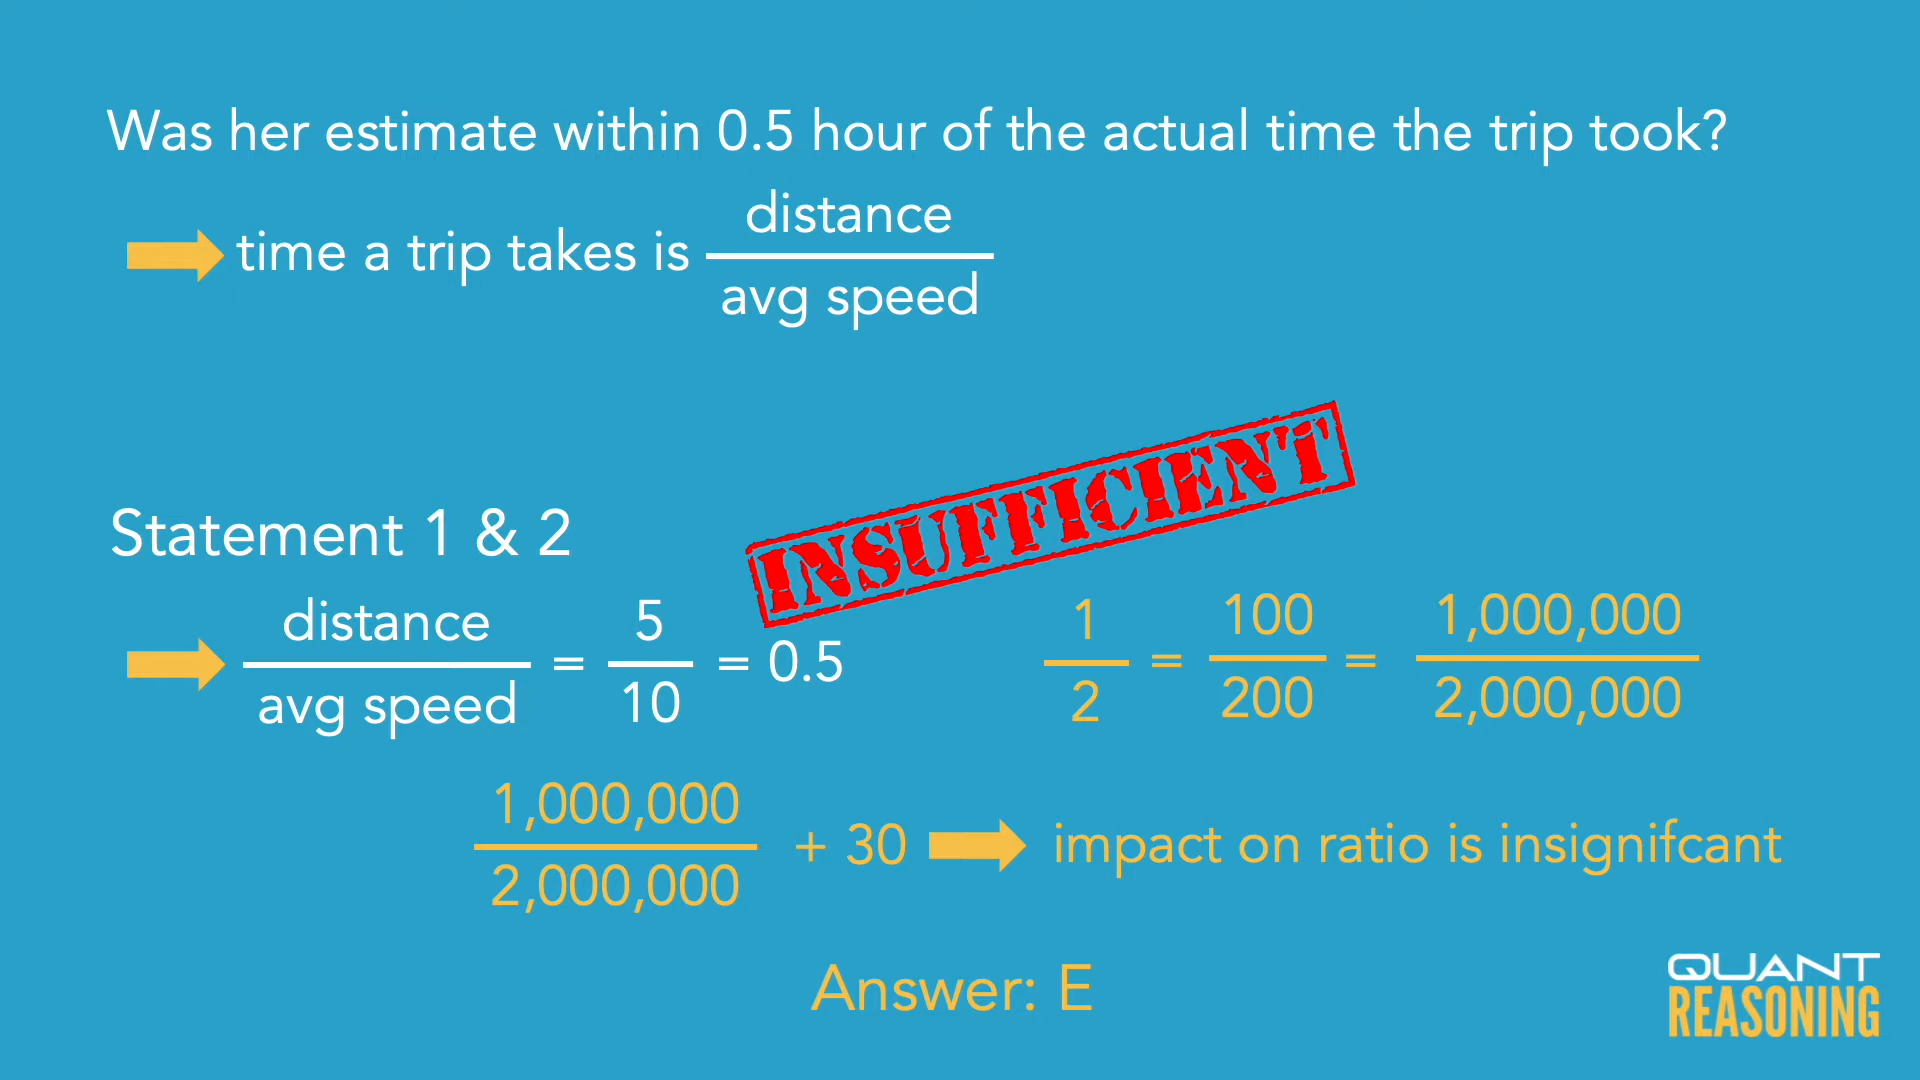 Was her estimate within 0.5 hour of the actual time the trip took?
time a trip takes is distance / avg speed
INSUFFICIENT
Statement 1 & 2
distance / avg speed = 5 / 10 = 0.5
1 / 2 = 100 / 200 = 1,000,000 / 2,000,000
1,000,000 / 2,000,000 + 30 impact on ratio is insignifcant
Answer: E
QUANT
REASONING